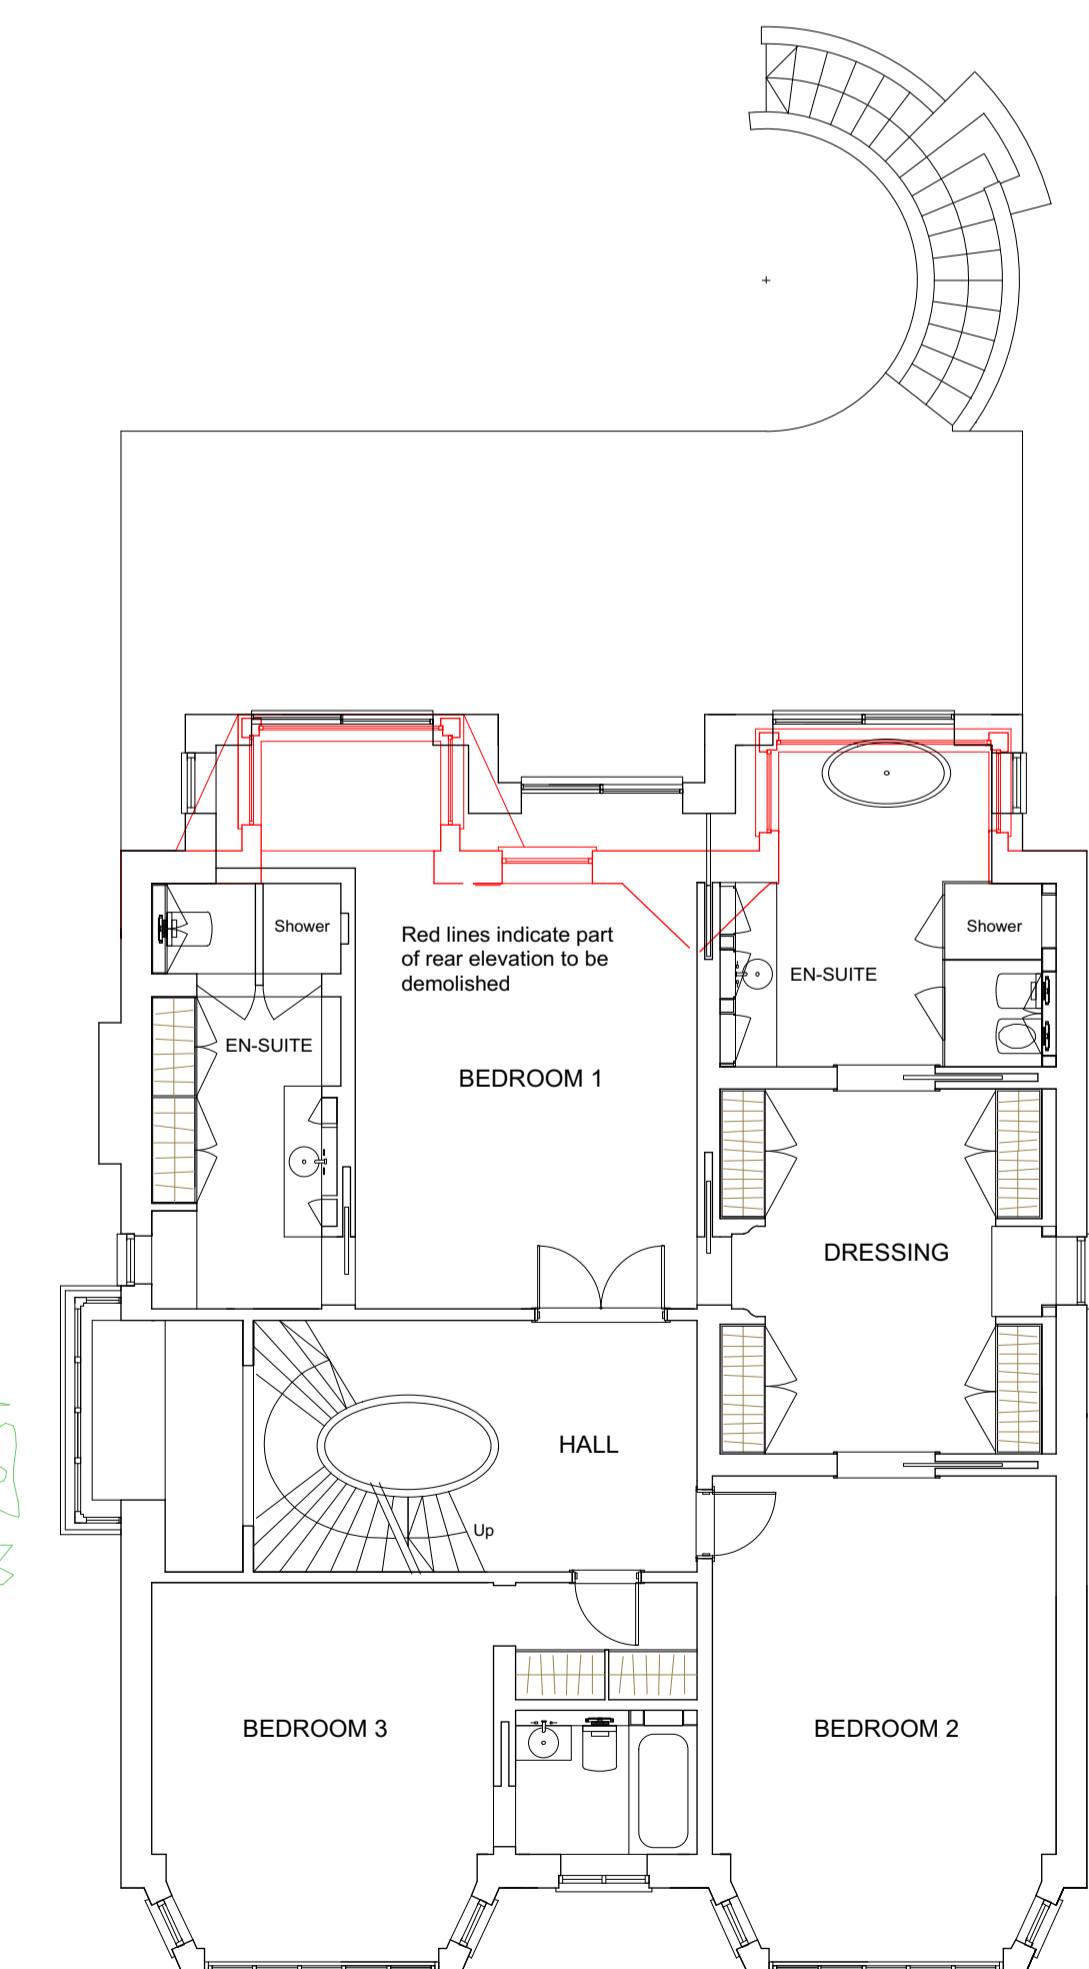 Shower
Red lines indicate part
of rear elevation to be
demolished
Shower
EN-SUITE
EN-SUITE
BEDROOM 1
DRESSING
HALL
Up
BEDROOM 3
BEDROOM 2